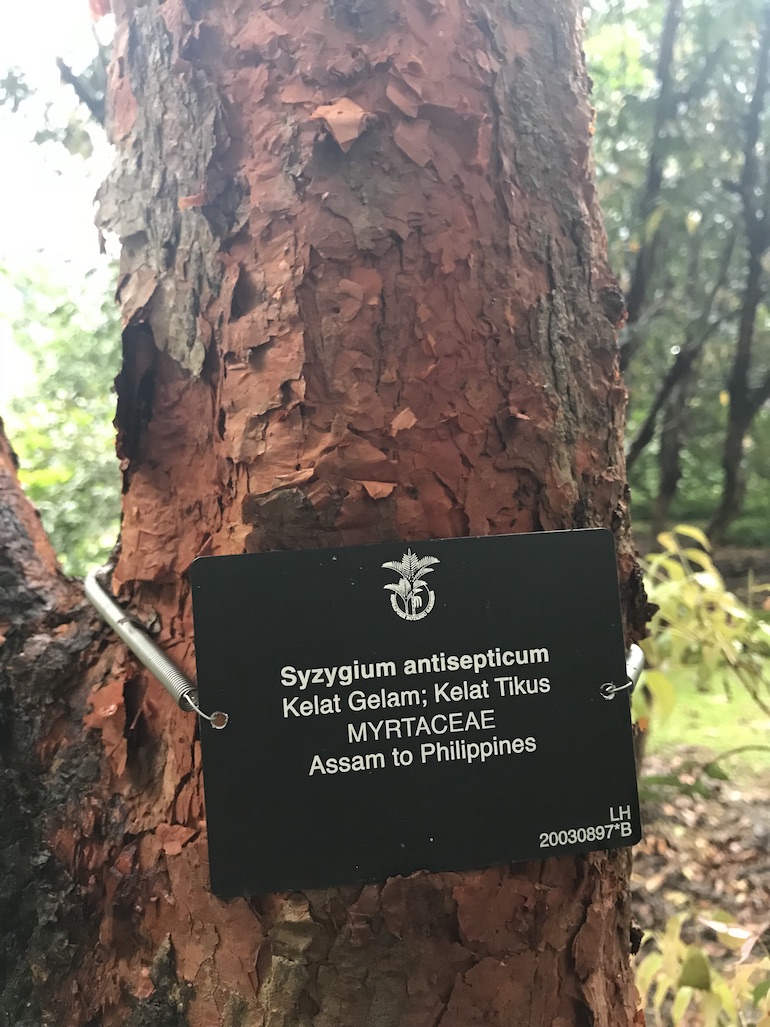 Syzygium antisepticum
Kelat Gelam; Kelat Tikus
MYRTACEAE
Assam to Philippines
LH
20030897*B